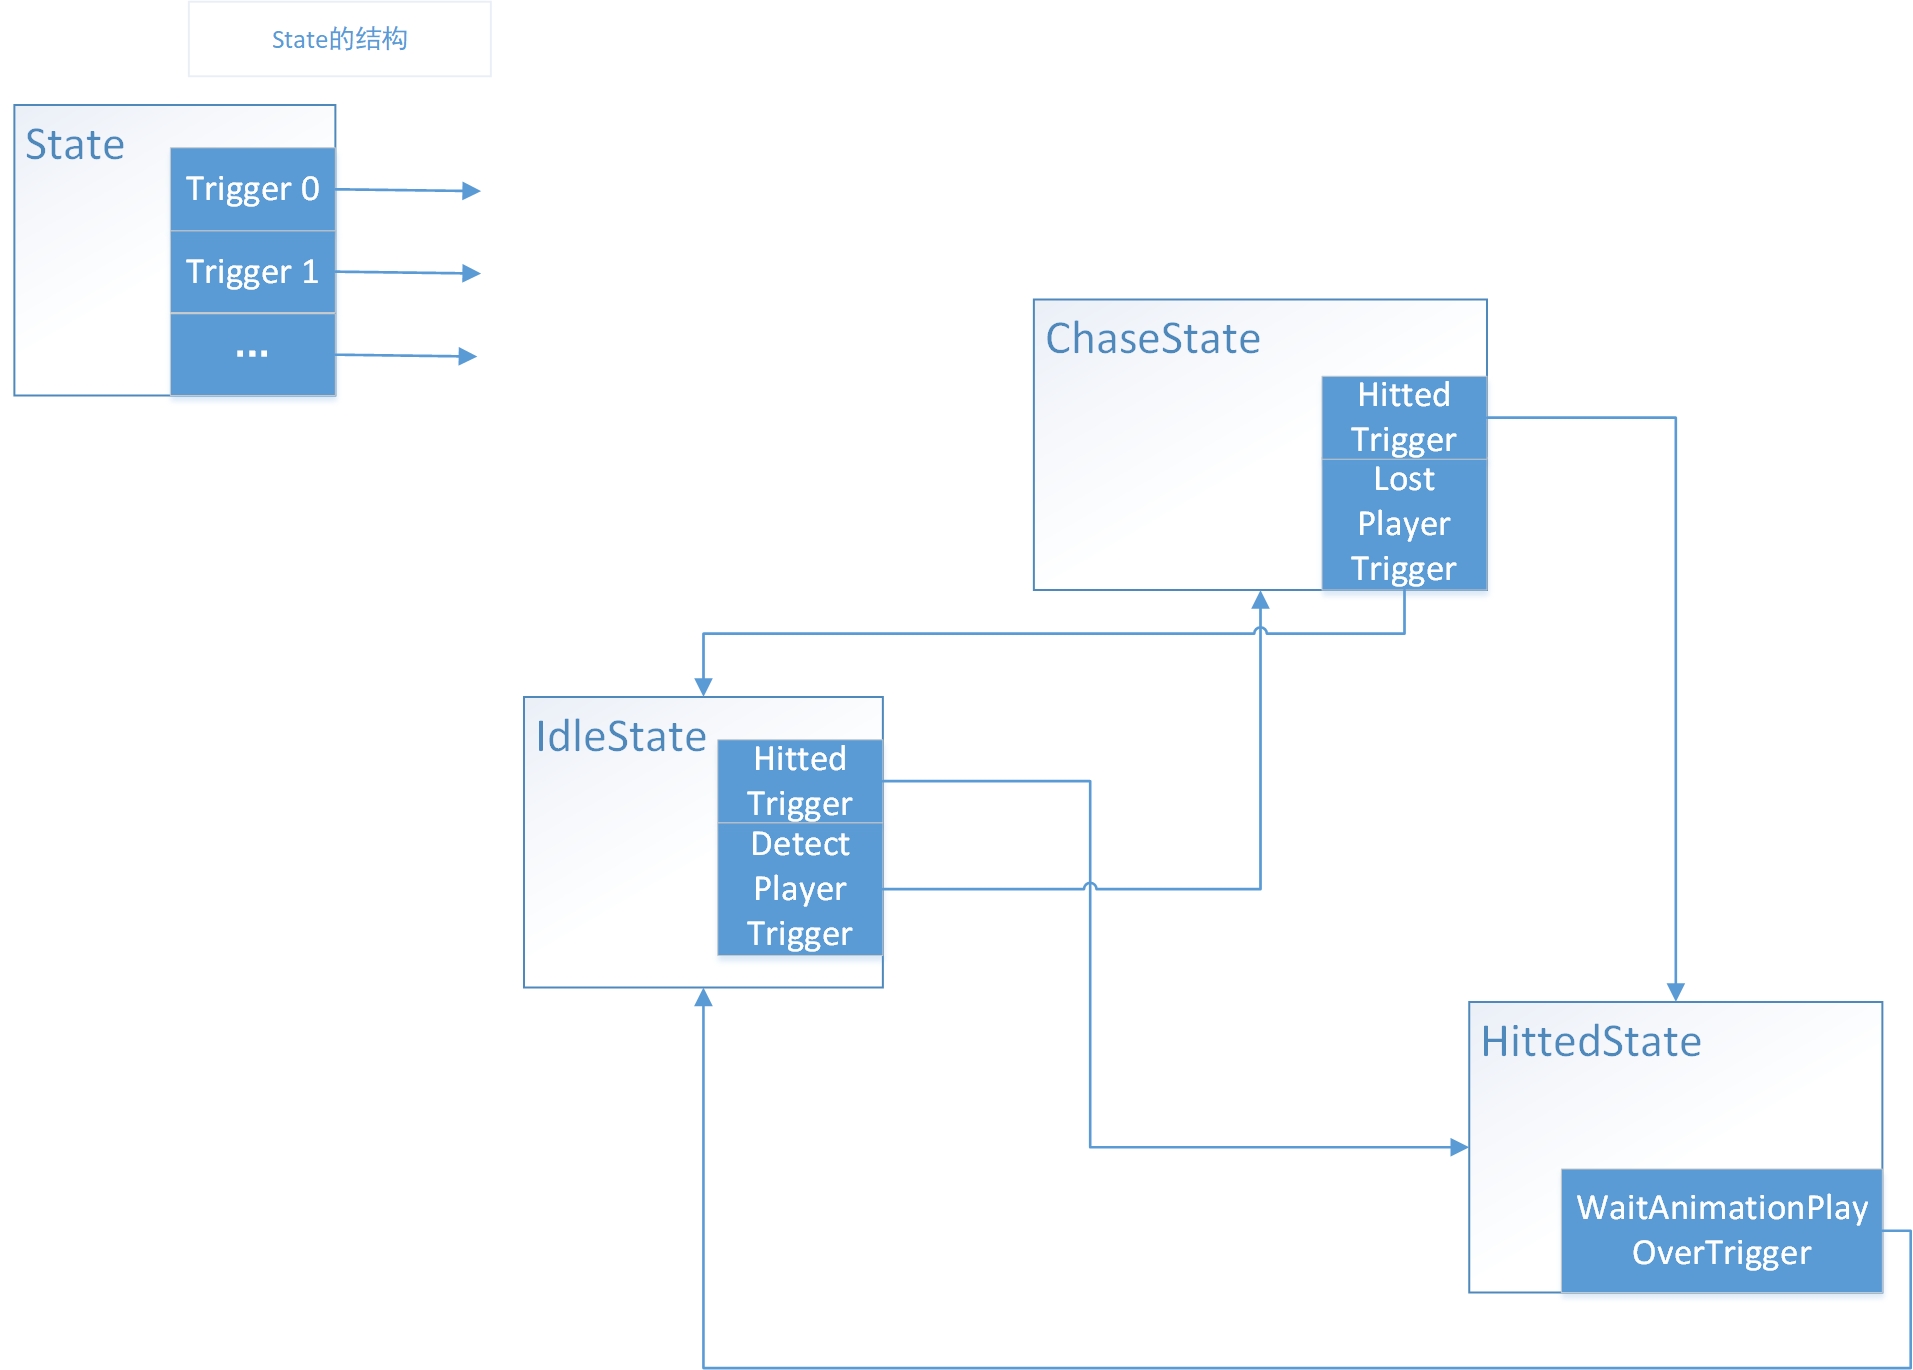 State的结构
State
Trigger 0
Trigger 1
...
ChaseState
Hitted
Trigger
Lost
Player
Trigger
IdleState
Hitted
Trigger
Detect
Player
Trigger
HittedState
WaitAnimationPlay
OverTrigger